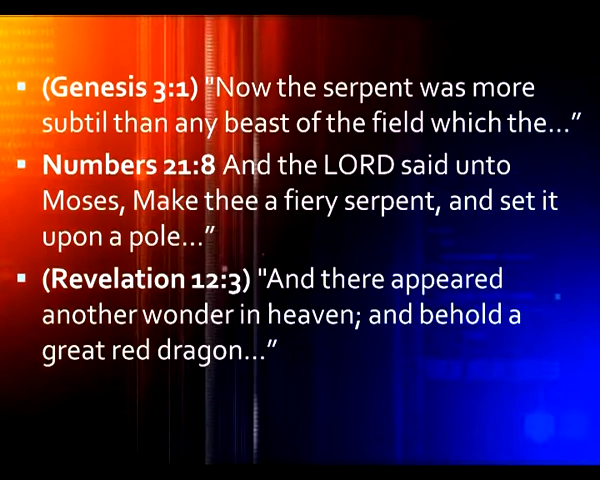 ▪ (Genesis 3:1) "Now the serpent was more
subtil than any beast of the field which the...”
▪ Numbers 21:8 And the LORD said unto
Moses, Make thee a fiery serpent, and set it
upon a pole...”
▪ (Revelation 12:3) "And there appeared
another wonder in heaven; and behold a
great red dragon...”